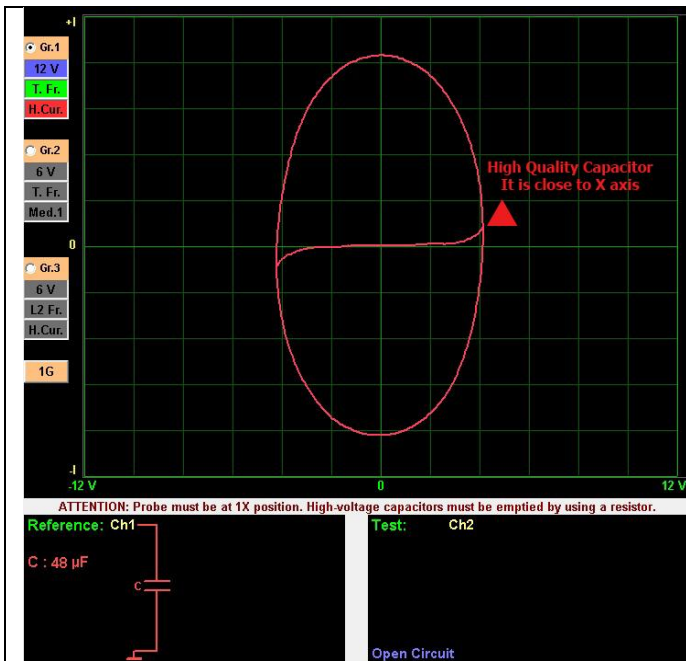 +I
Gr.1
12 V
T. Fr.
H.Cur.
Gr.2
6 V
T. Fr.
Med.1
High Quality Capacitor
It is close to X axis
0
Gr.3
6 V
L2 Fr.
H.Cur.
1G
-I
-12 V
0
12 V
ATTENTION: Probe must be at 1X position. High-voltage capacitors must be emptied by using a resistor.
Reference: Ch1
C : 48 µF
C
Test: Ch2
Open Circuit